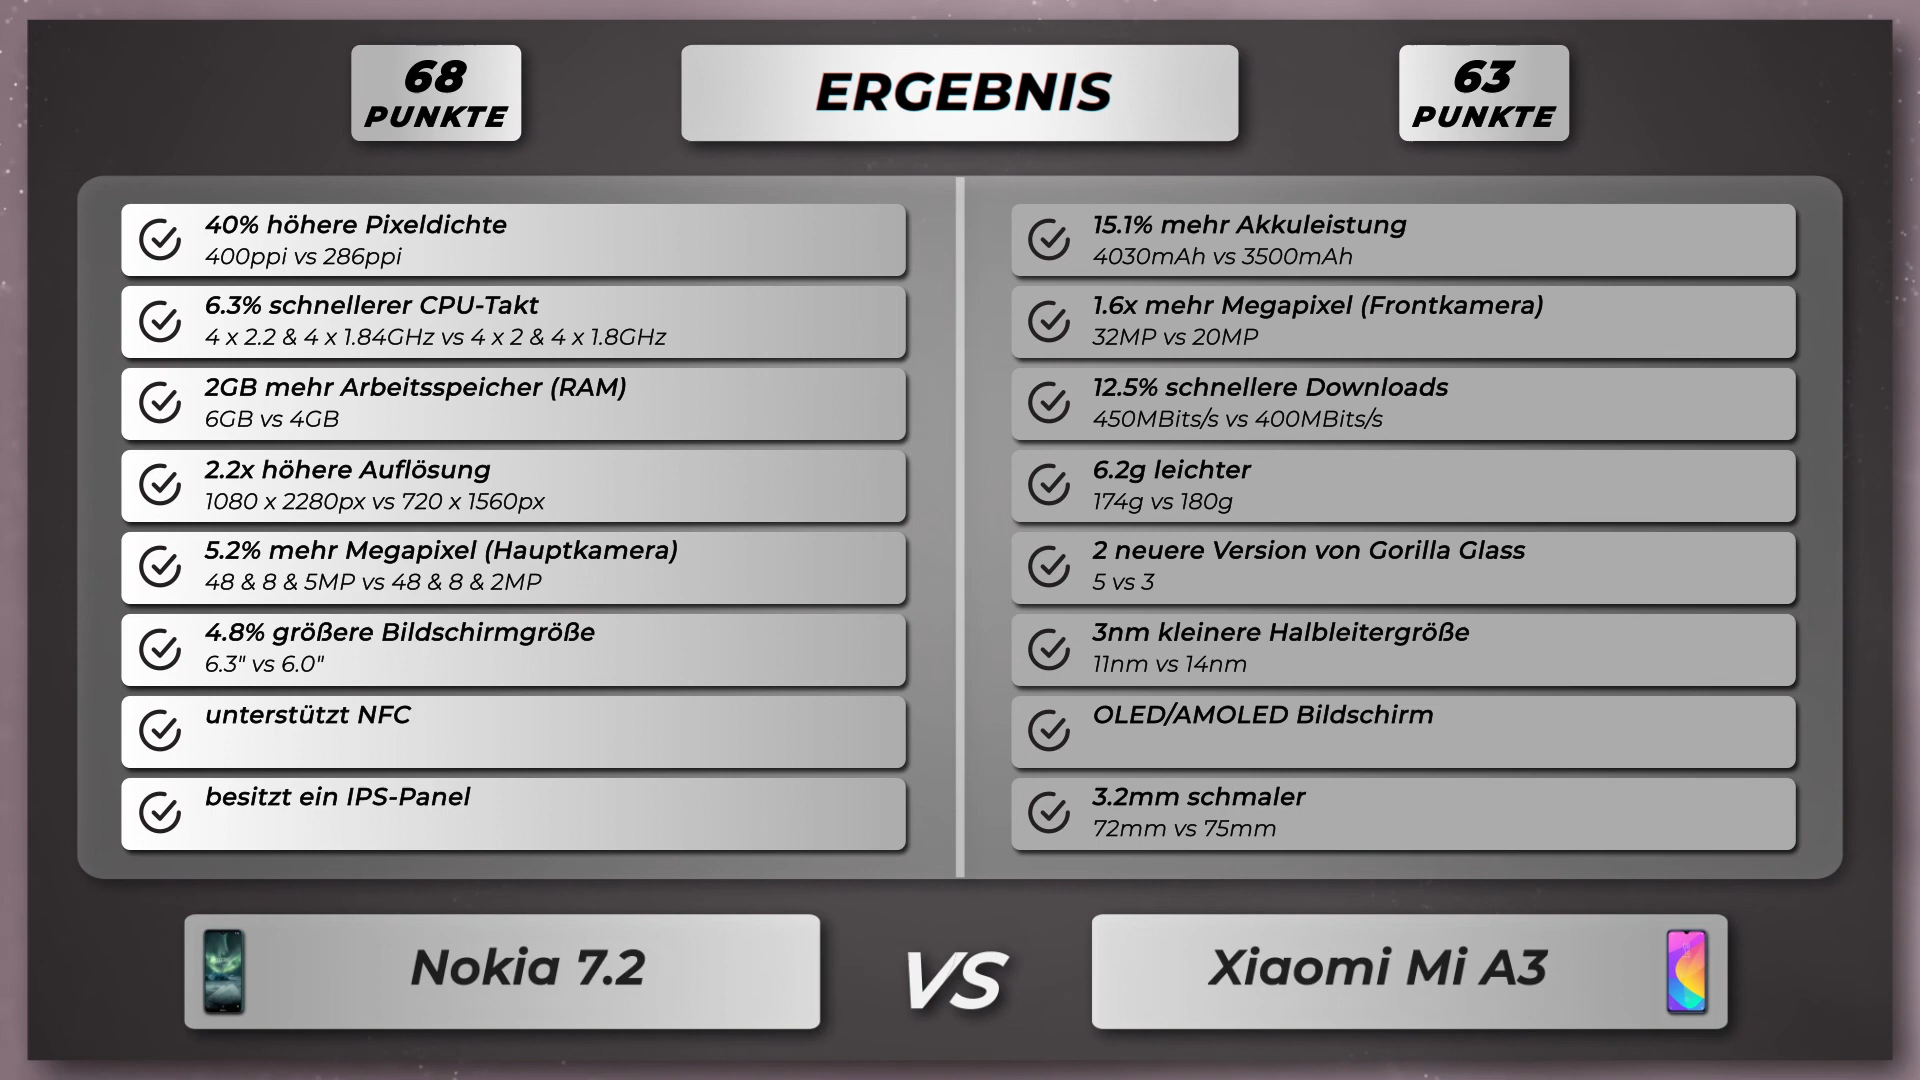 68
PUNKTE
ERGEBNIS
63
PUNKTE
40% höhere Pixeldichte
400ppi vs 286ppi
6.3% schnellerer CPU-Takt
4 x 2.2 & 4 x 1.84GHz vs 4 x 2 & 4 x 1.8GHz
2GB mehr Arbeitsspeicher (RAM)
6GB vs 4GB
2.2x höhere Auflösung
1080 x 2280px vs 720 x 1560px
5.2% mehr Megapixel (Hauptkamera)
48 & 8 & 5MP vs 48 & 8 & 2MP
4.8% größere Bildschirmgröße
6.3" vs 6.0"
unterstützt NFC
besitzt ein IPS-Panel
15.1% mehr Akkuleistung
4030mAh vs 3500mAh
1.6x mehr Megapixel (Frontkamera)
32MP vs 20MP
12.5% schnellere Downloads
450MBits/s vs 400MBits/s
6.2g leichter
174g vs 180g
2 neuere Version von Gorilla Glass
5 vs 3
3nm kleinere Halbleitergröße
11nm vs 14nm
OLED/AMOLED Bildschirm
3.2mm schmaler
72mm vs 75mm
Nokia 7.2
VS
Xiaomi Mi A3